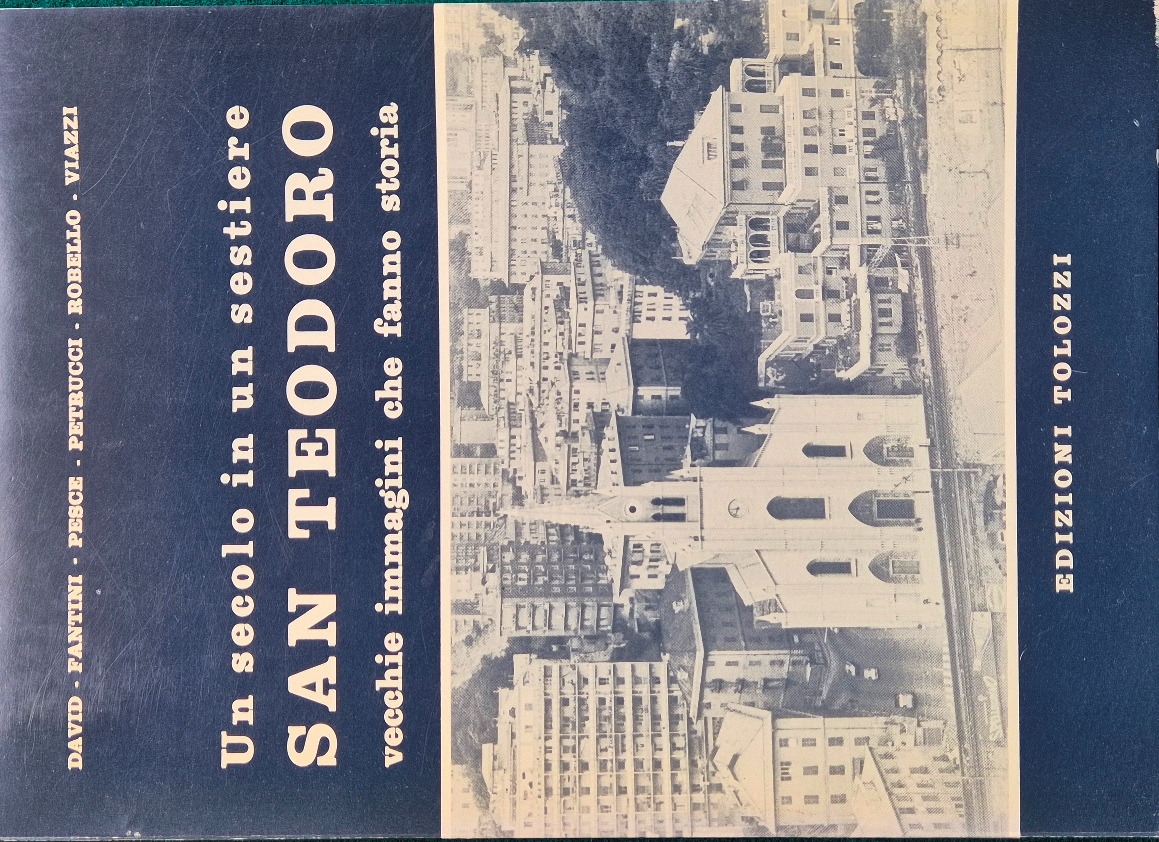 DAVID - FANTINI - PESCE - PETRUCCI - ROBELLO - VIAZZI
Un secolo in un sestiere
SAN TEODORO
vecchie immagini che fanno storia
EDIZIONI TOLOZZI